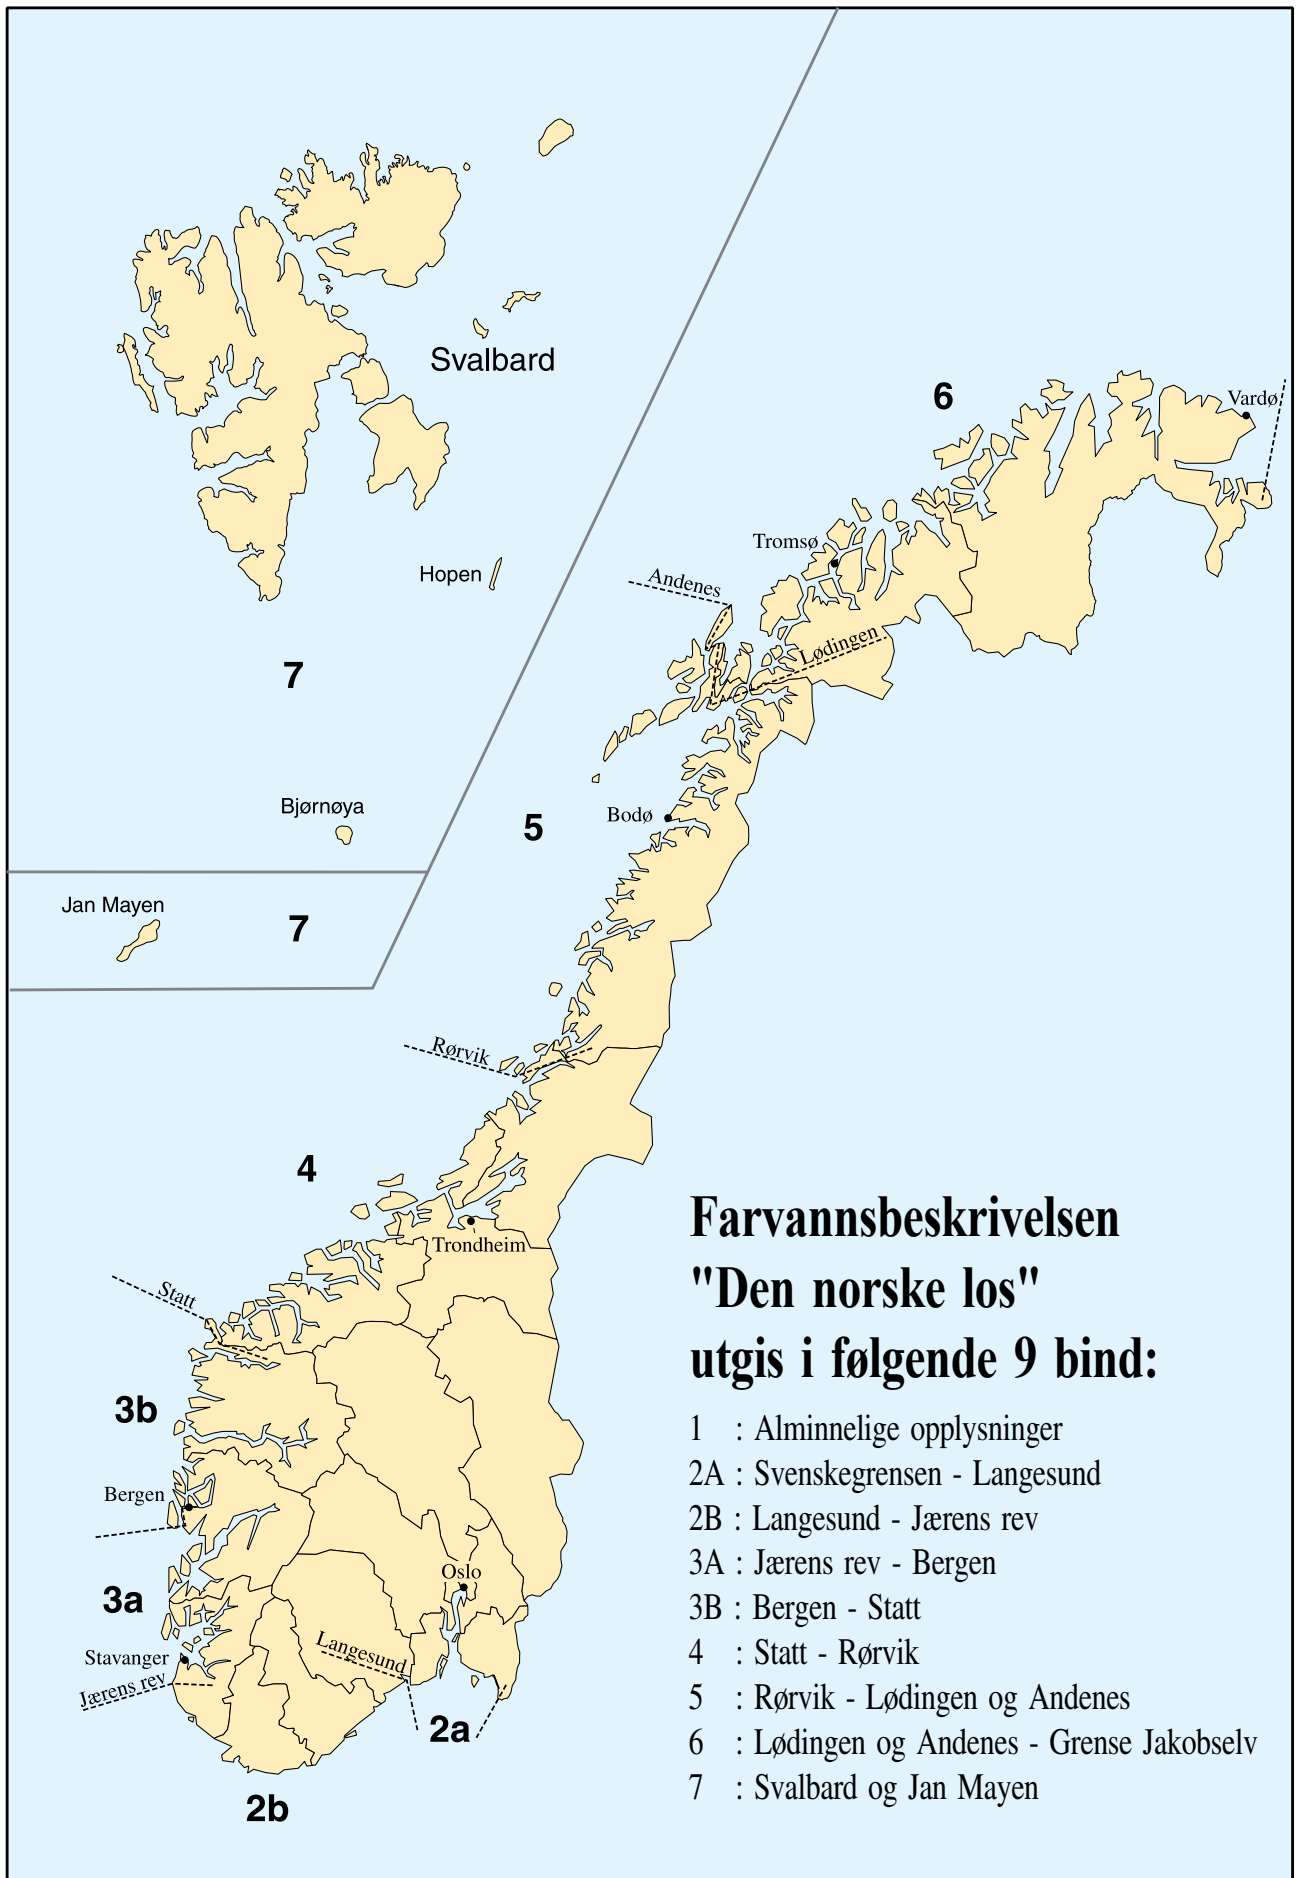 Svalbard
6
Vardø
Tromsø
Hopen
Andenes
Lødingen
7
Bjørnøya
5
Bodø
Jan Mayen
7
Rørvik
4
Trondheim
Statt
3b
Bergen
Oslo
3a
Langesund
Stavanger
Jærens rev
2a
2b
Farvannsbeskrivelsen
"Den norske los"
utgis i følgende 9 bind:
1 : Alminnelige opplysninger
2A : Svenskegrensen - Langesund
2B : Langesund - Jærens rev
3A : Jærens rev - Bergen
3B : Bergen - Statt
4 : Statt - Rørvik
5 : Rørvik - Lødingen og Andenes
6 : Lødingen og Andenes - Grense Jakobselv
7 : Svalbard og Jan Mayen